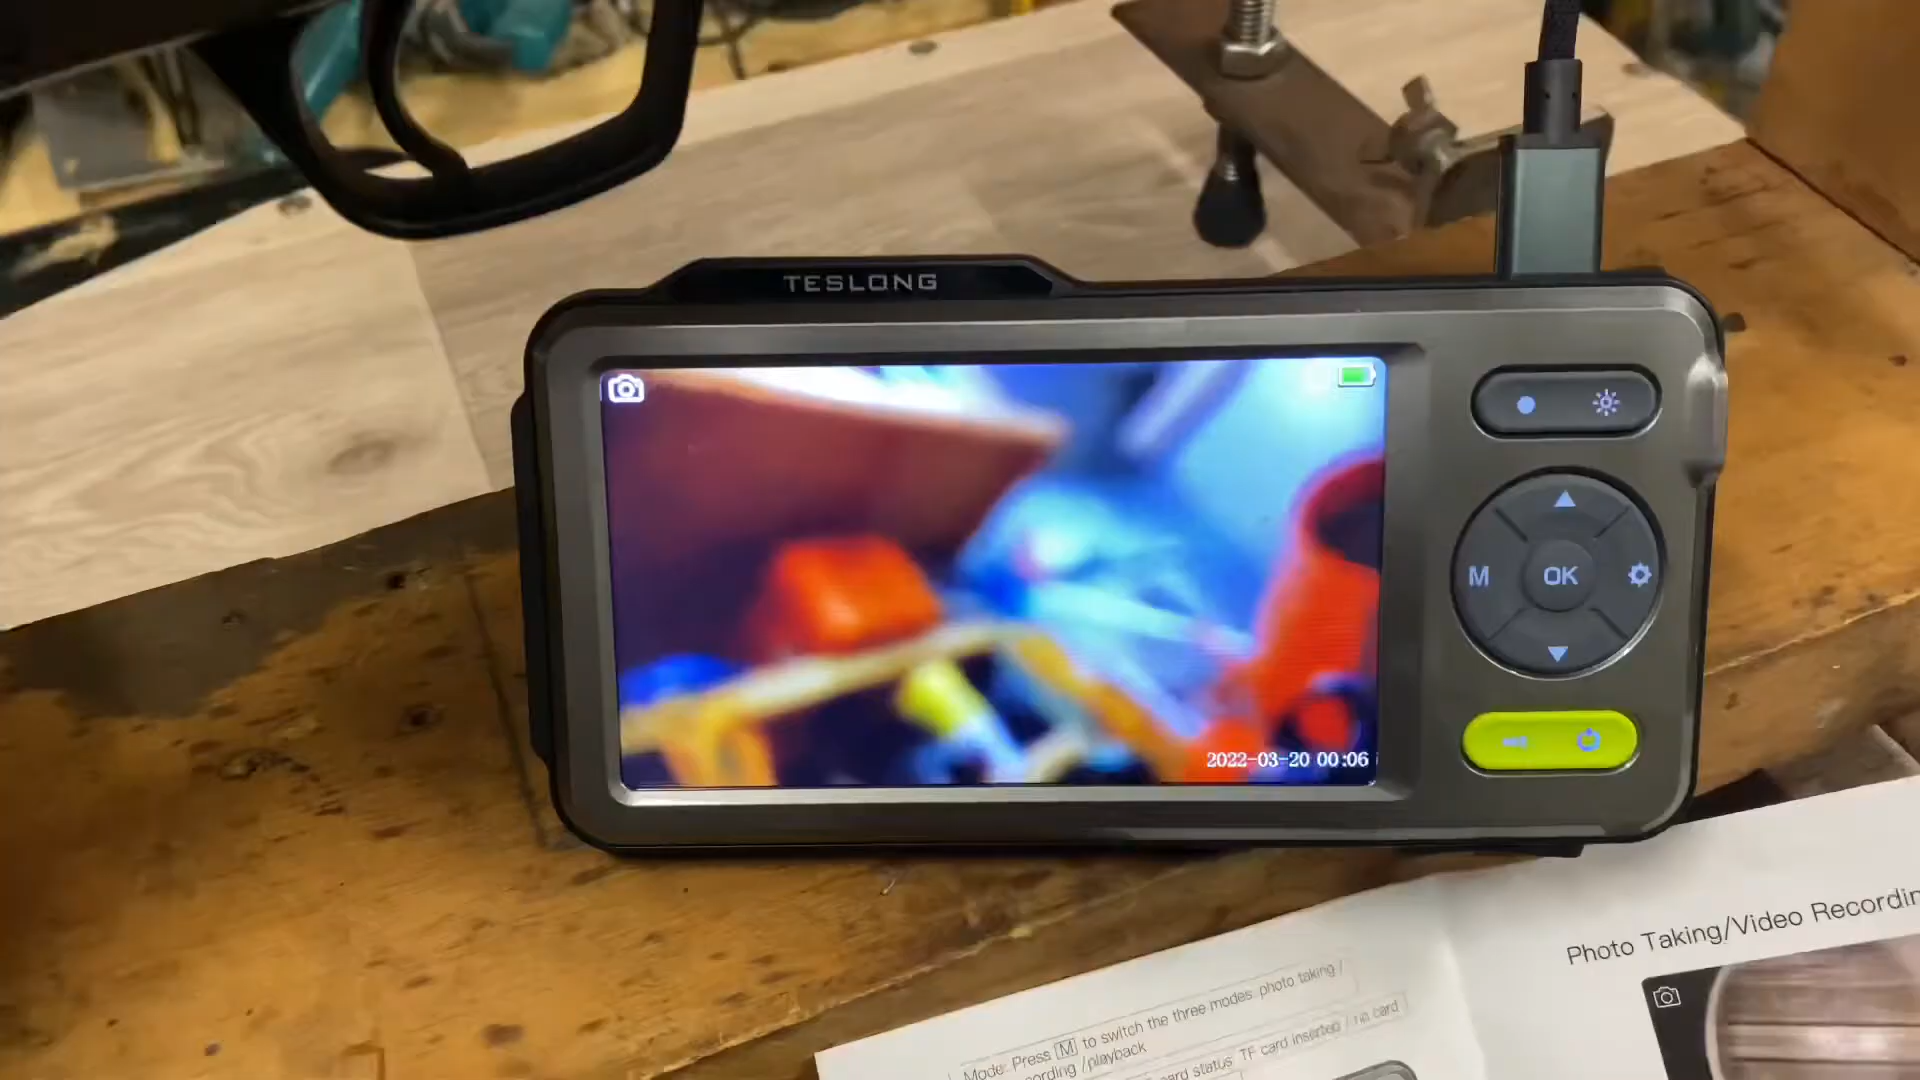 TESLONG
2022-03-20 00:06
M
OK
Photo Taking/Video Recordin
Mode: Press M to switch the three modes: photo taking /
ording /playback
card status: TF card inserted / no card